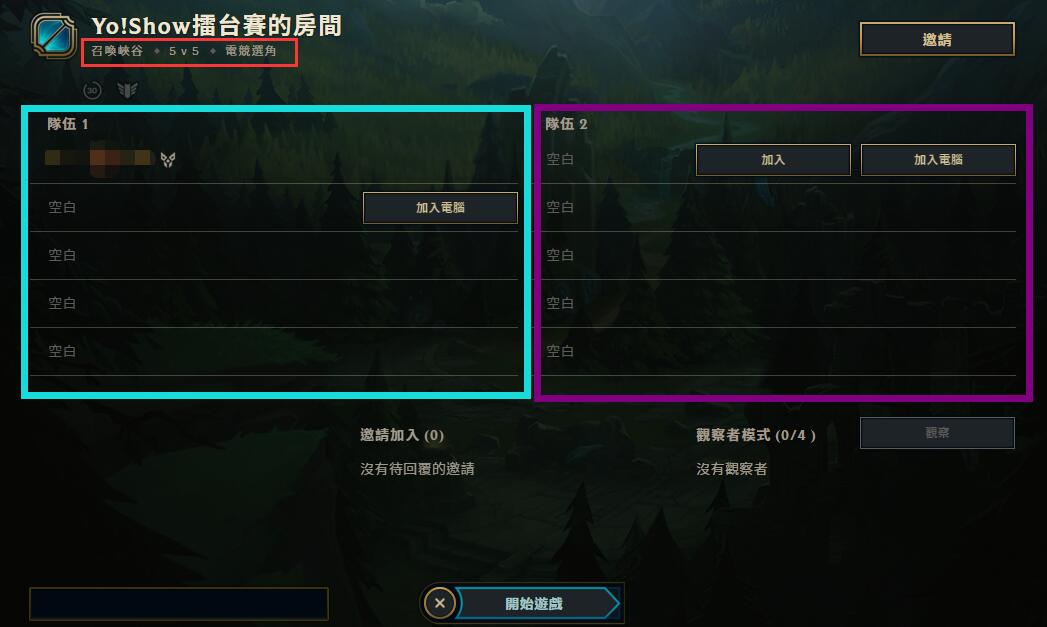 Yo!Show擂台賽的房間
召喚峽谷 ◆ 5 v 5 ◆ 電競選角
邀請
30
隊伍 1
空白 加入電腦
空白
空白
空白
隊伍 2
空白 加入 加入電腦
空白
空白
空白
空白
邀請加入 (0)
沒有待回覆的邀請
觀察者模式 (0/4 )
觀察
沒有觀察者
開始遊戲